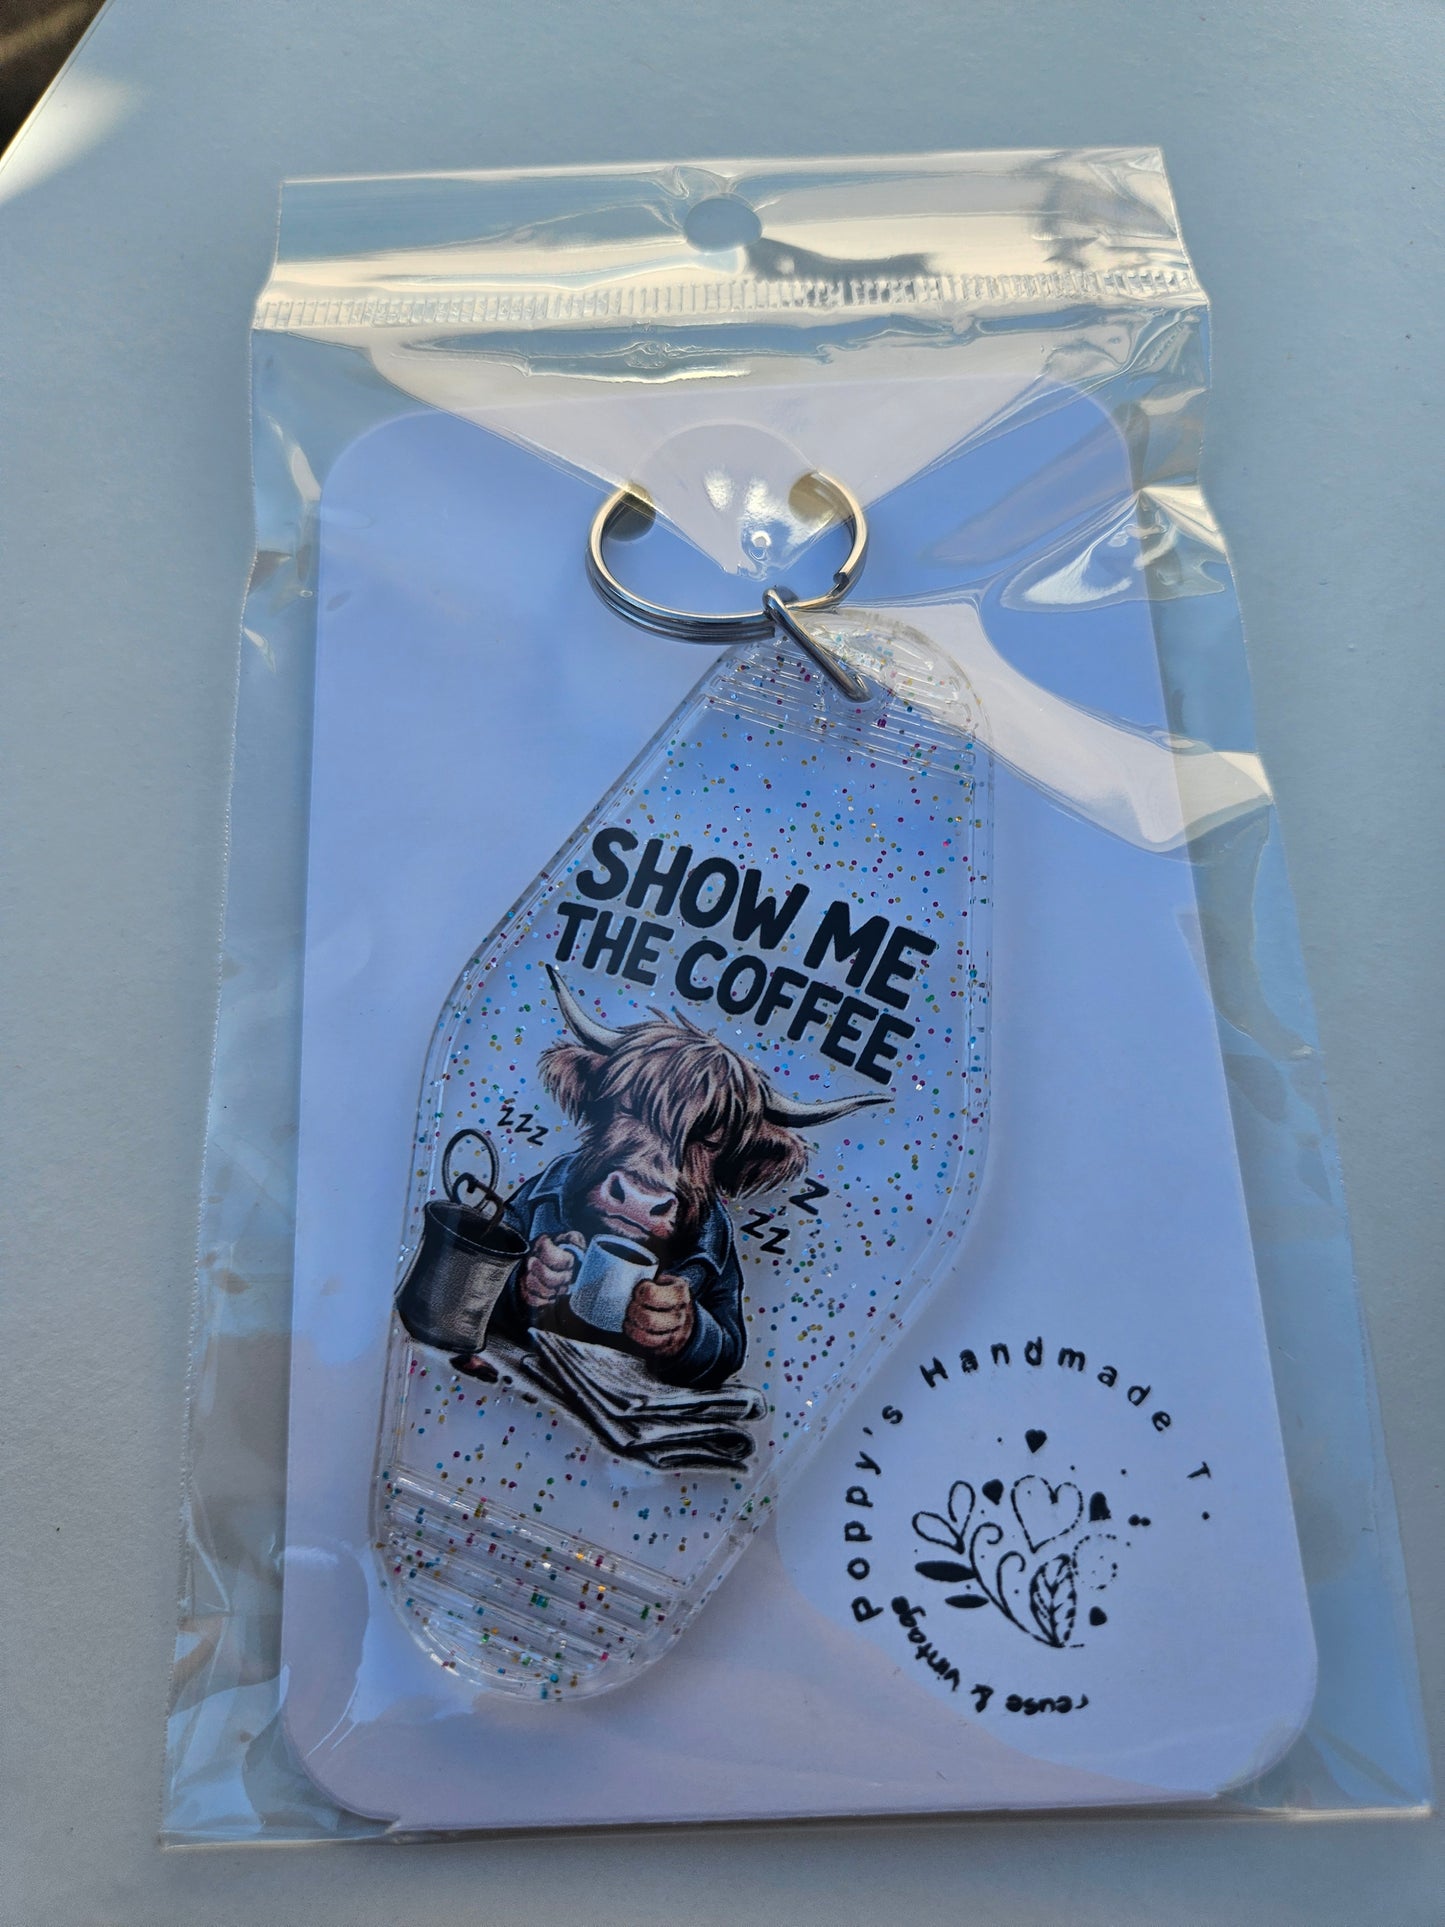 SHOW ME
THE COFFEE
zzz
Z
ZZ
Poppy's Handmade T.
reuse & vintage